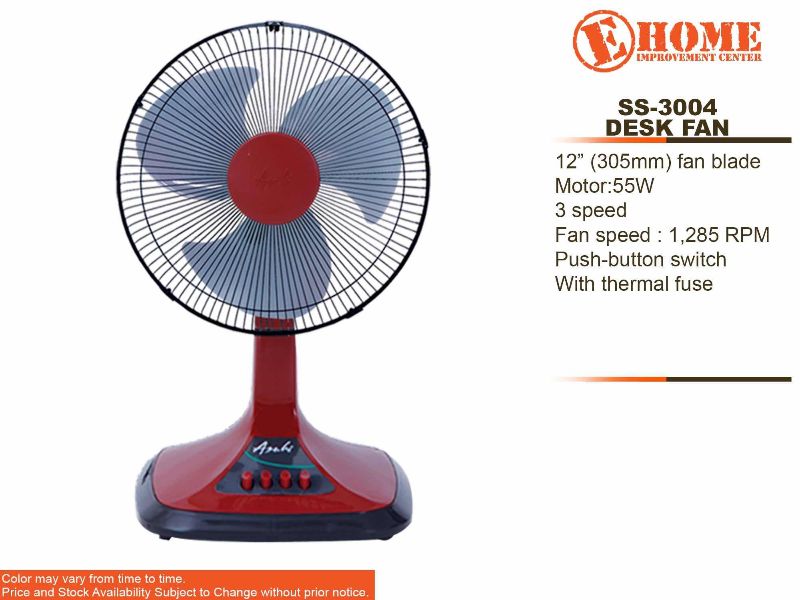 E HOME
IMPROVEMENT CENTER
SS-3004
DESK FAN
12” (305mm) fan blade
Motor:55W
3 speed
Fan speed : 1,285 RPM
Push-button switch
With thermal fuse
Asahi
Asahi
Color may vary from time to time.
Price and Stock Availability Subject to Change without prior notice.